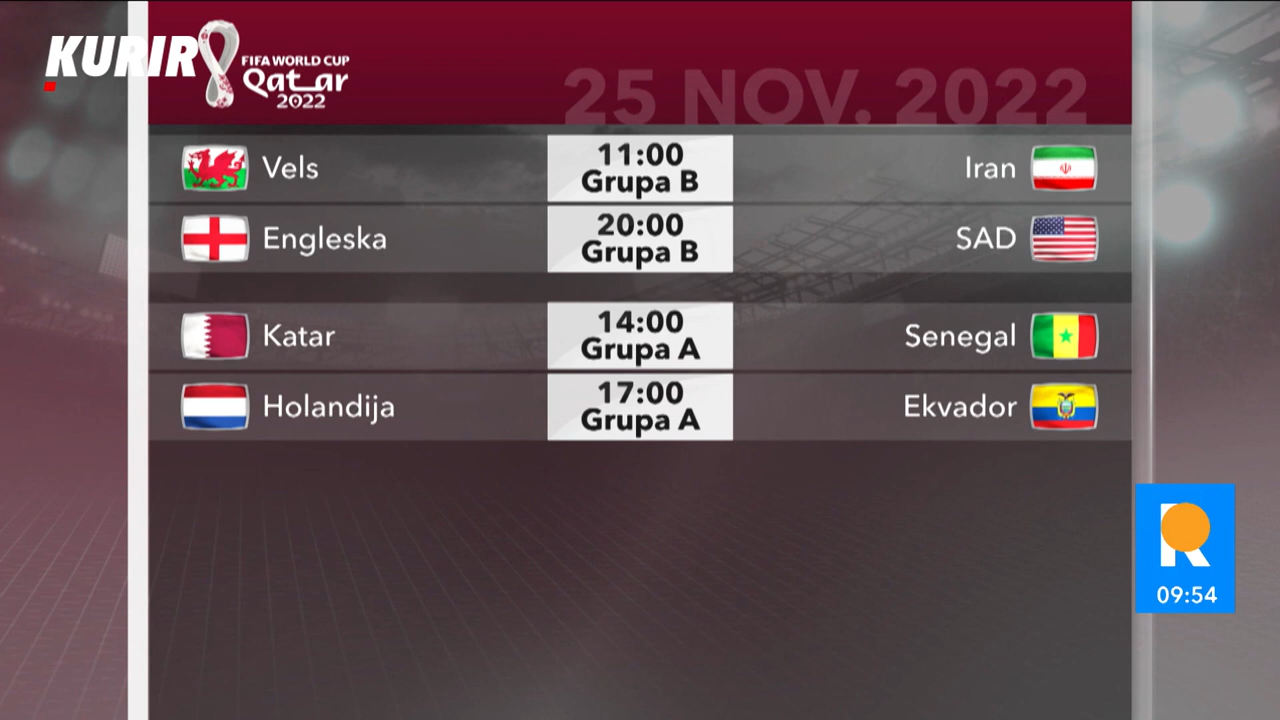 KURIR
FIFA WORLD CUP
Qatar
2022
25 NOV. 2022
Vels
11:00
Grupa B
Iran
Engleska
20:00
Grupa B
SAD
Katar
14:00
Grupa A
Senegal
Holandija
17:00
Grupa A
Ekvador
R
09:54